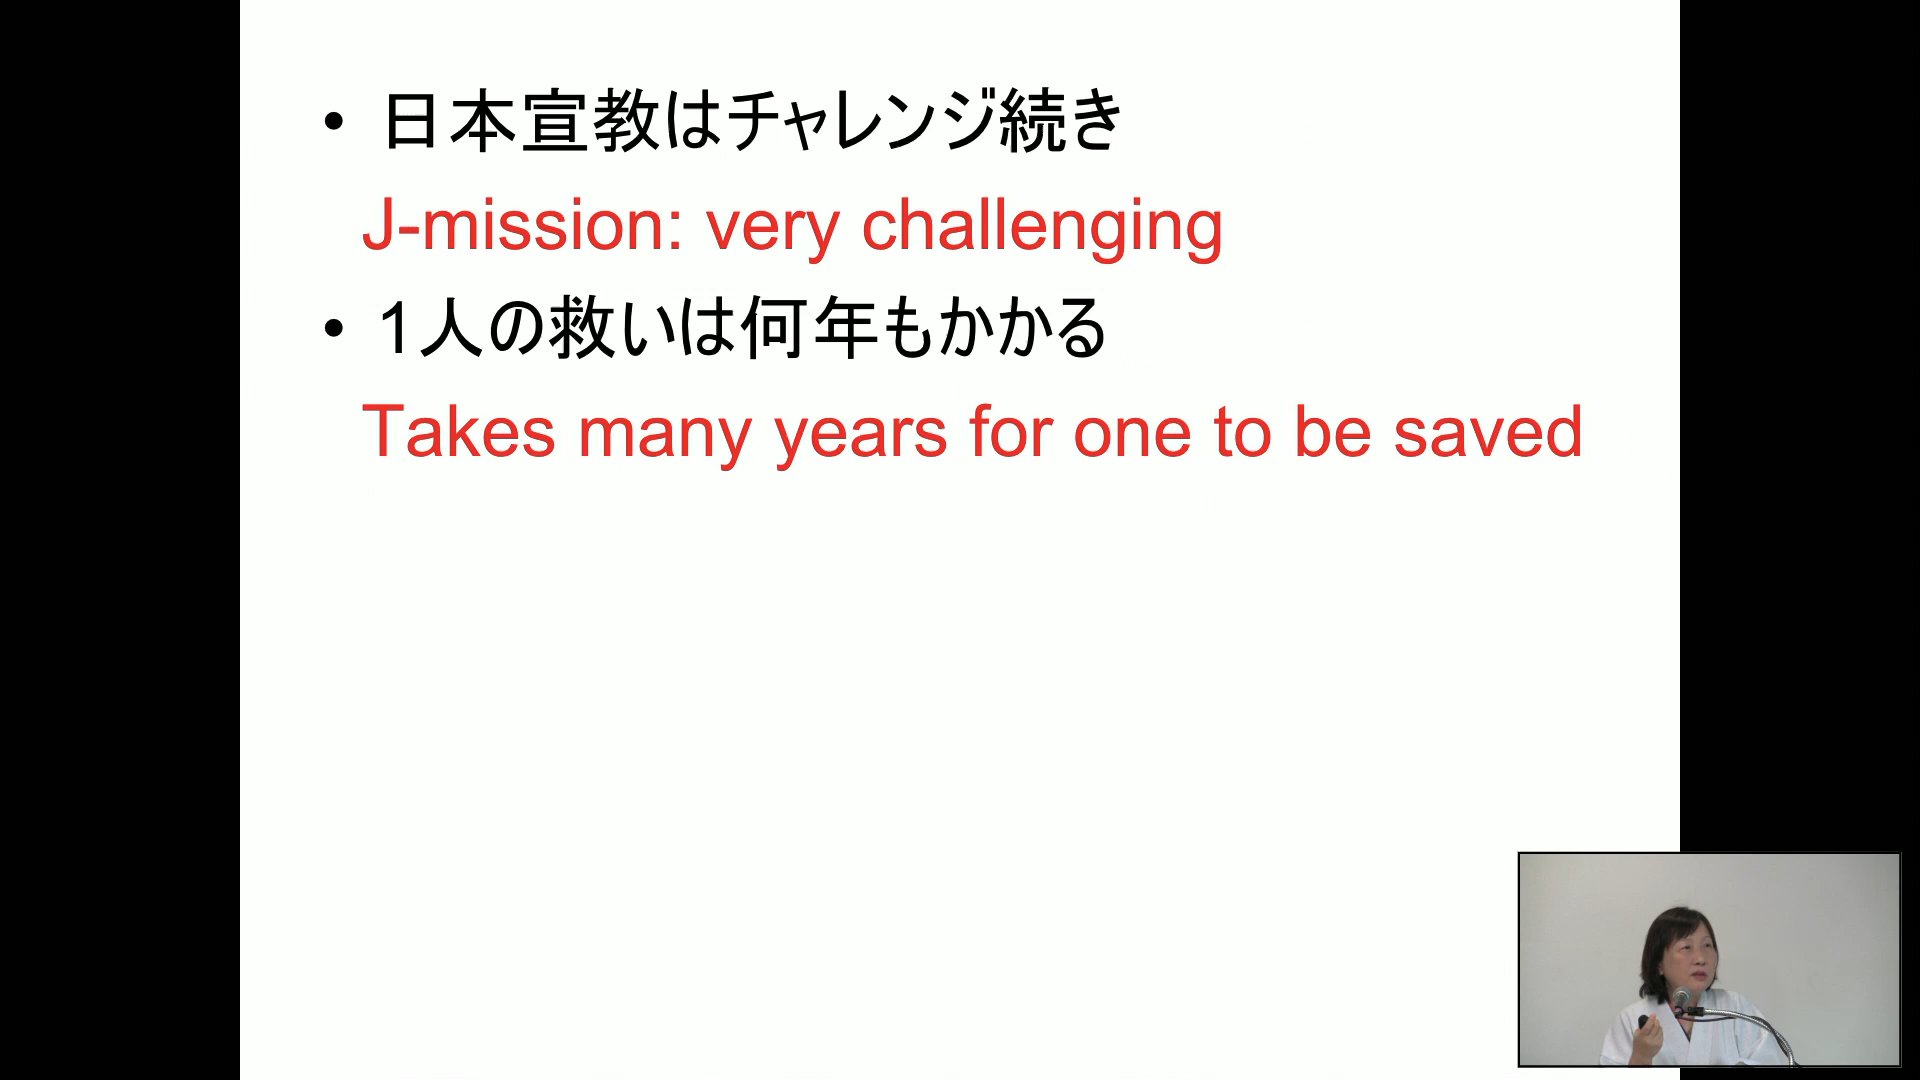 • 日本宣教はチャレンジ続き
J-mission: very challenging
• 1人の救いは何年もかかる
Takes many years for one to be saved